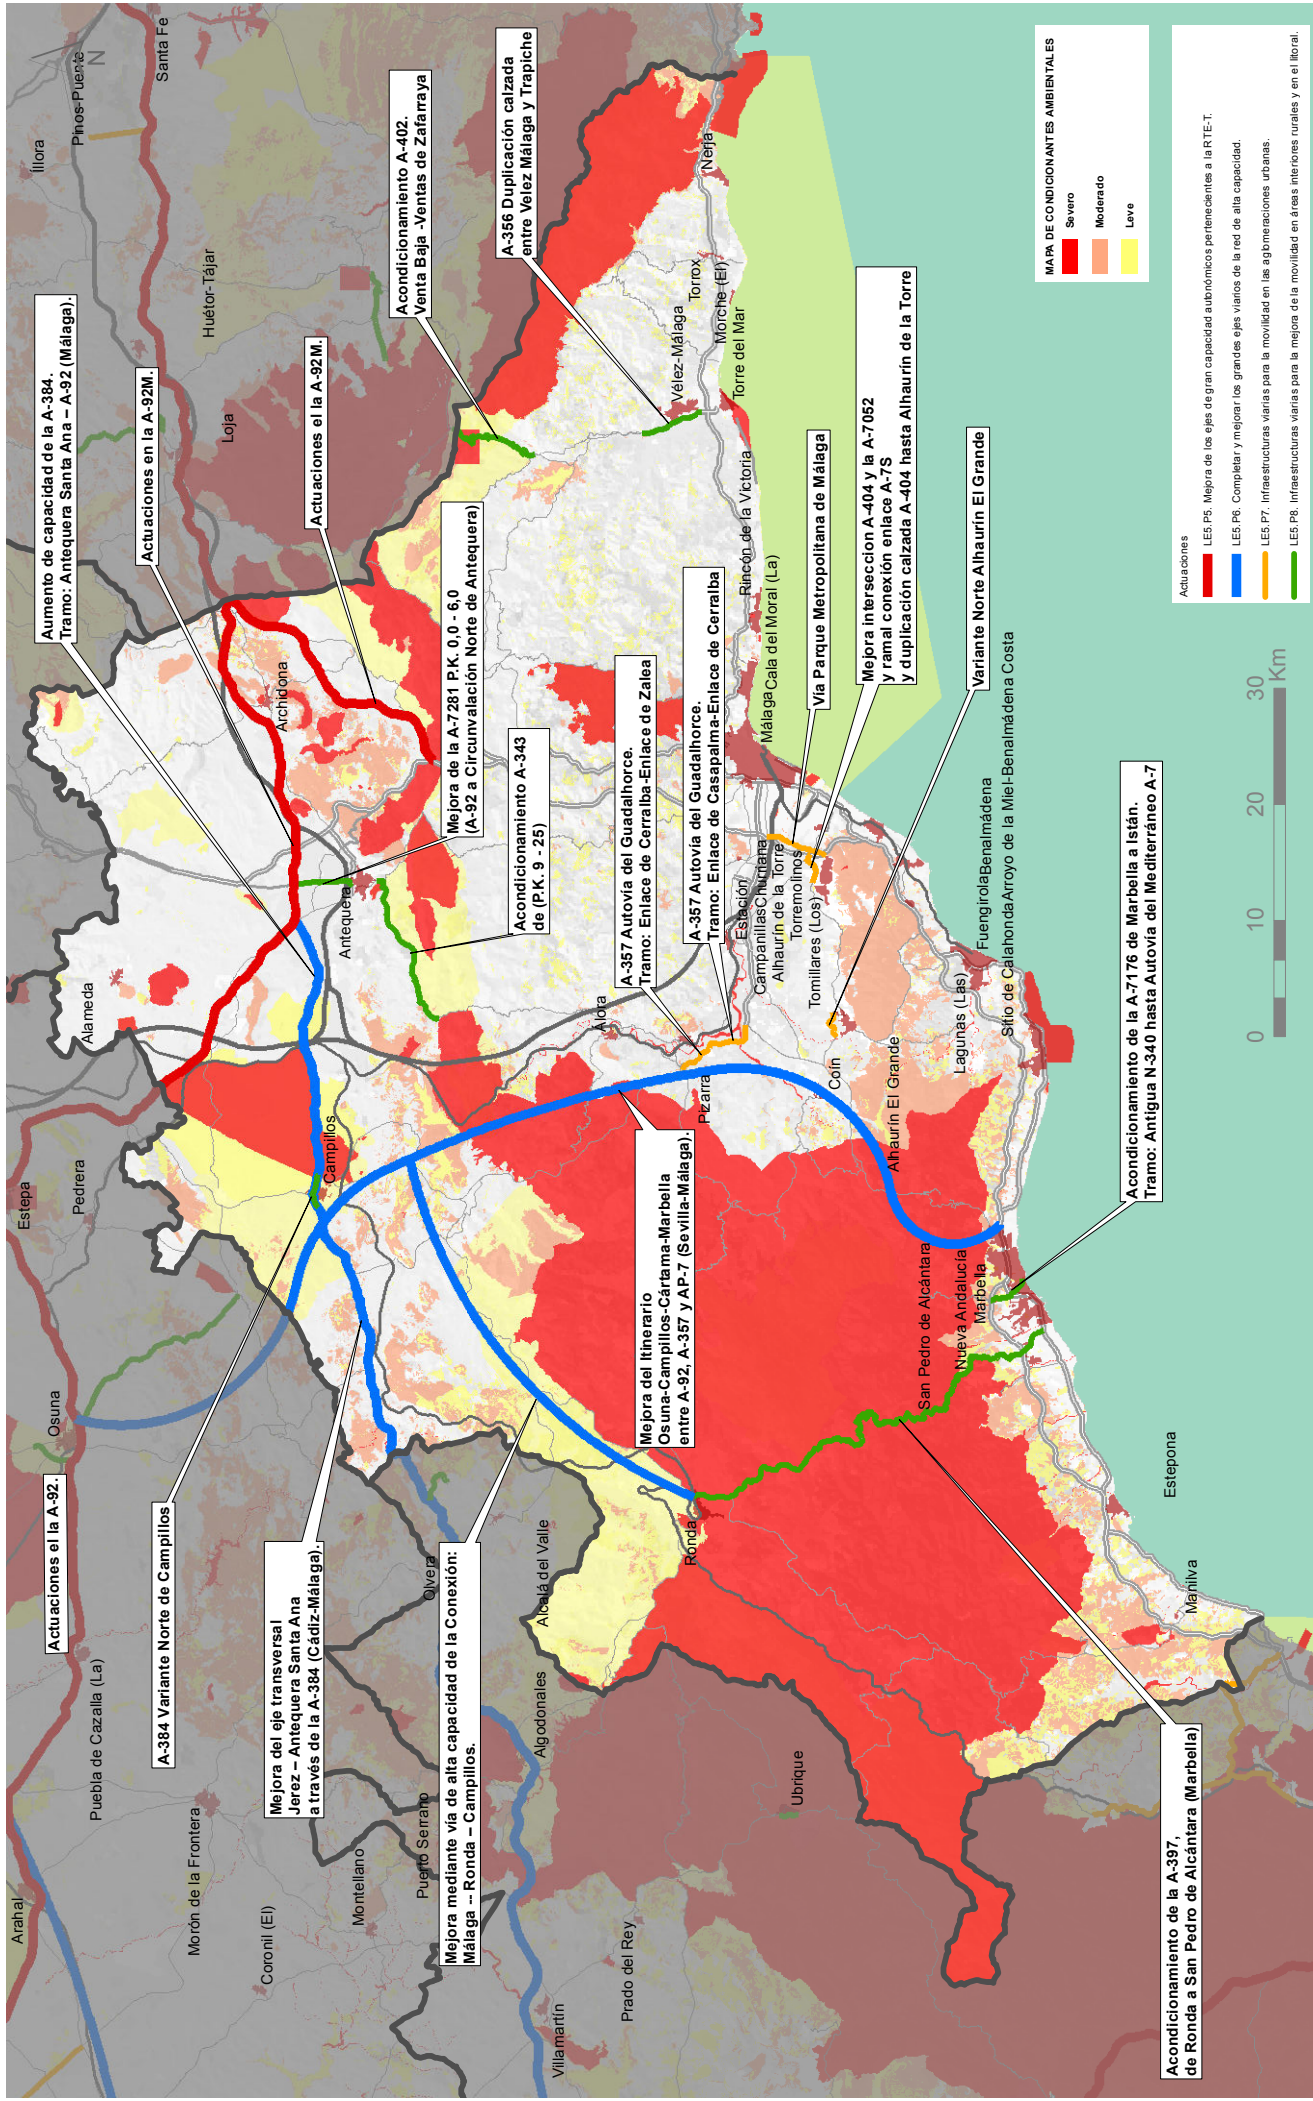 Santa Fe
Pinos-Puente
N
Íllora
Huétor-Tájar
Loja
Acondicionamiento A-402.
Venta Baja -Ventas de Zafarraya
A-356 Duplicación calzada
entre Velez Málaga y Trapiche
Aumento de capacidad de la A-384.
Tramo: Antequera Santa Ana – A-92 (Málaga).
Actuaciones en la A-92M.
Actuaciones el la A-92M.
Nerja
Torrox
Morche (El)
Vélez-Málaga
Torre del Mar
Rincón de la Victoria
Cala del Moral (La)
Málaga
MAPA DE CONDICIONANTES AMBIENTALES
Severo
Moderado
Leve
Actuaciones
LE5.P5. Mejora de los ejes de gran capacidad autonómicos pertenecientes a la RTE-T.
LE5.P6. Completar y mejorar los grandes ejes viarios de la red de alta capacidad.
LE5.P7. Infraestructuras viarias para la movilidad en las aglomeraciones urbanas.
LE5.P8. Infraestructuras viarias para la mejora de la movilidad en áreas interiores rurales y en el litoral.
Mejora interseccion A-404 y la A-7052
y ramal conexión enlace A-7S
y duplicación calzada A-404 hasta Alhaurin de la Torre
Vía Parque Metropolitana de Málaga
Variante Norte Alhaurín El Grande
Mejora de la A-7281 P.K. 0,0 - 6,0
(A-92 a Circunvalación Norte de Antequera)
A-357 Autovía del Guadalhorce.
Tramo: Enlace de Casapalma-Enlace de Cerralba
A-357 Autovía del Guadalhorce.
Tramo: Enlace de Cerralba-Enlace de Zalea
Acondicionamiento A-343
de (P.K. 9 - 25)
Archidona
Antequera
Alameda
Campillos
Álora
Pizarra
Estación
Campanillas
Churriana
Alhaurín de la Torre
Torremolinos
Tomillares (Los)
Coín
Alhaurín El Grande
Benalmádena
Fuengirola
Arroyo de la Miel-Benalmádena Costa
Sitio de Calahonda
Lagunas (Las)
0 10 20 30
Km
Acondicionamiento de la A-7176 de Marbella a Istán.
Tramo: Antigua N-340 hasta Autovía del Mediterráneo A-7
Mejora del Itinerario
Osuna-Campillos-Cártama-Marbella
entre A-92, A-357 y AP-7 (Sevilla-Málaga).
Estepa
Pedrera
Osuna
Actuaciones el la A-92.
A-384 Variante Norte de Campillos
Mejora del eje transversal
Jerez – Antequera Santa Ana
a través de la A-384 (Cádiz-Málaga).
Mejora mediante vía de alta capacidad de la Conexión:
Málaga -- Ronda – Campillos.
San Pedro de Alcántara
Nueva Andalucía
Marbella
Estepona
Manilva
Ronda
Olvera
Alcalá del Valle
Algodonales
Ubrique
Puebla de Cazalla (La)
Morón de la Frontera
Arahal
Coronil (El)
Montellano
Puerto Serrano
Prado del Rey
Villamartín
Acondicionamiento de la A-397,
de Ronda a San Pedro de Alcántara (Marbella)